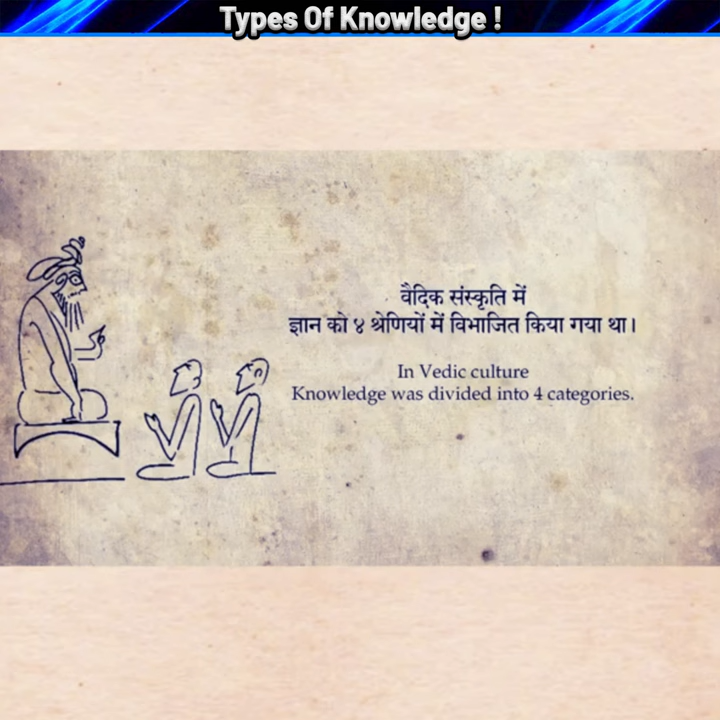 Types Of Knowledge !
वैदिक संस्कृति में
ज्ञान को ४ श्रेणियों में विभाजित किया गया था।
In Vedic culture
Knowledge was divided into 4 categories.